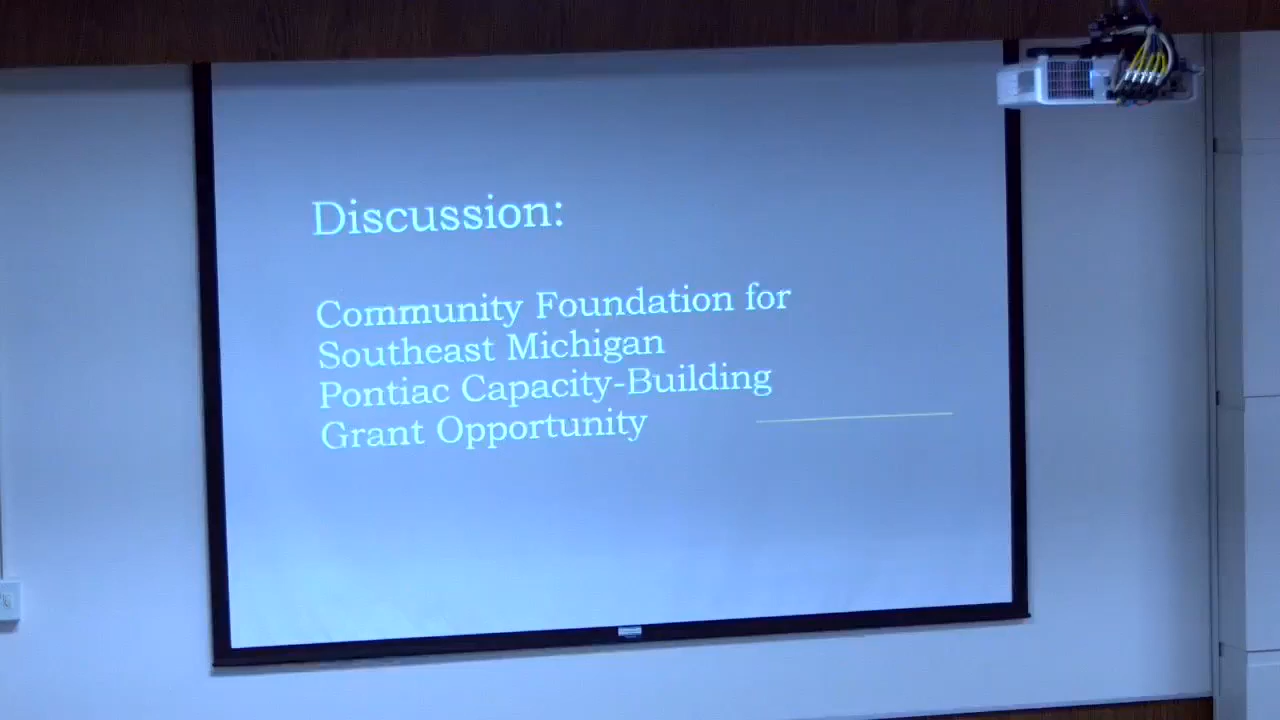 Discussion:
Community Foundation for
Southeast Michigan
Pontiac Capacity-Building
Grant Opportunity